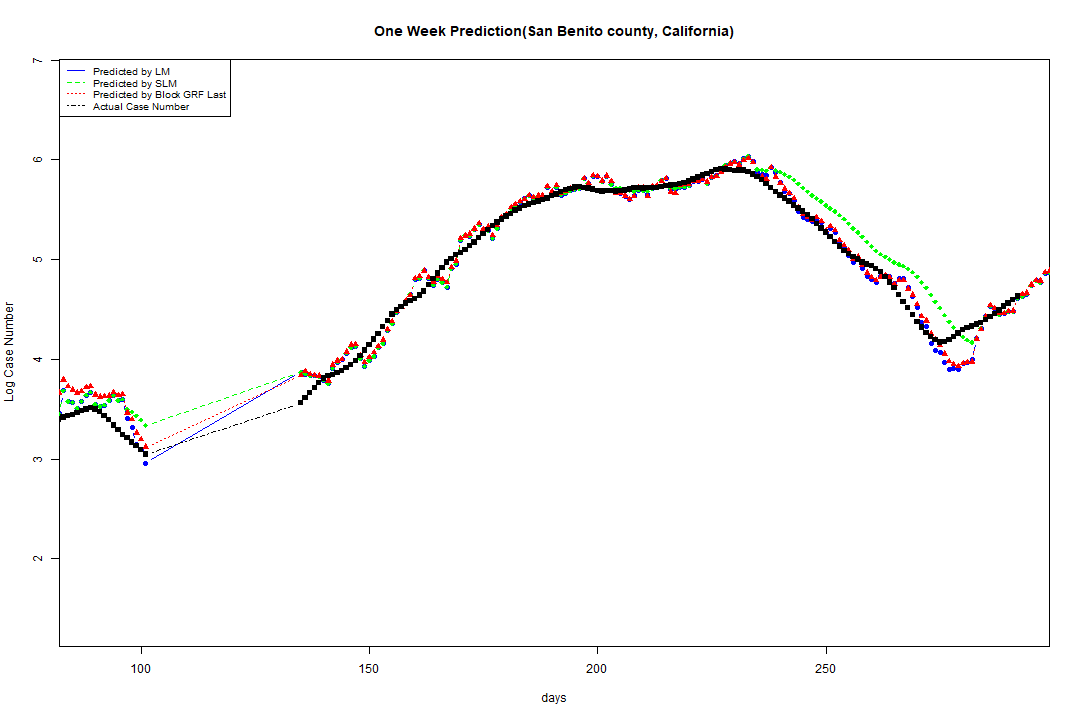 One Week Prediction(San Benito county, California)
Predicted by LM
Predicted by SLM
Predicted by Block GRF Last
Actual Case Number
7
6
5
4
3
2
Log Case Number
100 150 200 250
days